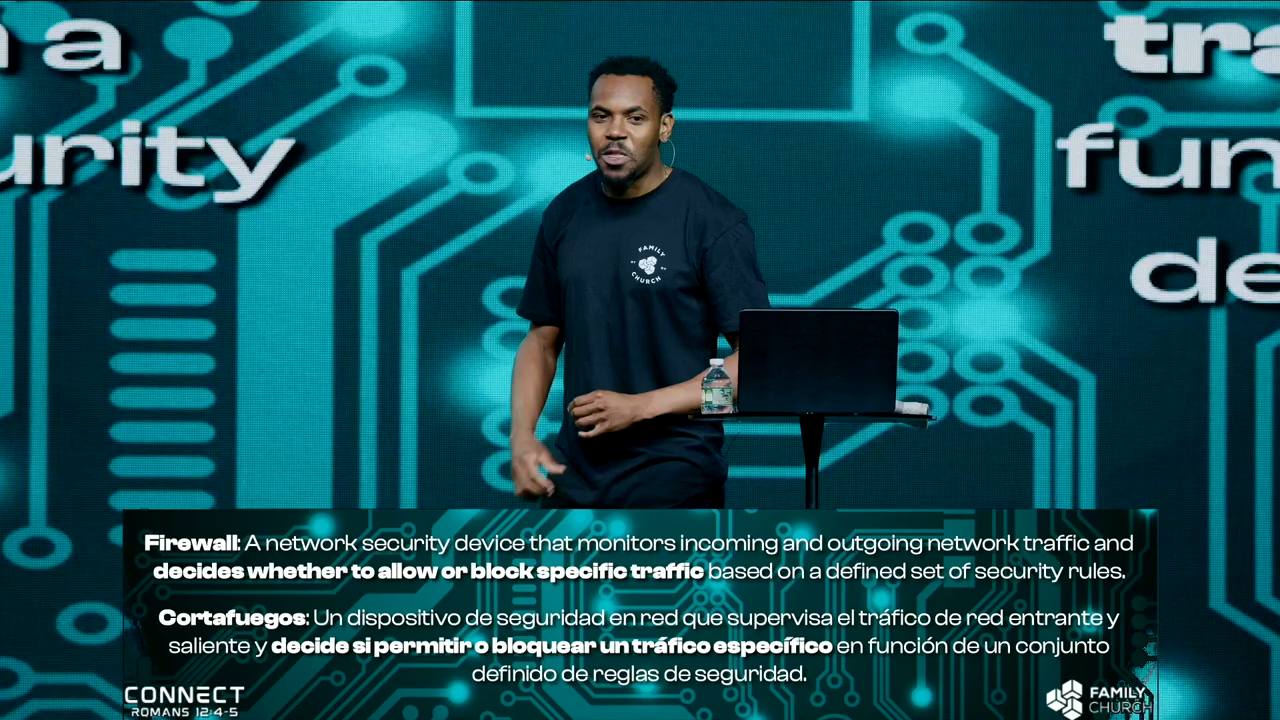 a
urity
tra
fun
de
FAMILY
CHURCH
Firewall: A network security device that monitors incoming and outgoing network traffic and
decides whether to allow or block specific traffic based on a defined set of security rules.
Cortafuegos: Un dispositivo de seguridad en red que supervisa el tráfico de red entrante y
saliente y decide si permitir o bloquear un tráfico específico en función de un conjunto
definido de reglas de seguridad.
CONNECT
ROMANS 12:4-5
FAMILY
CHURCH